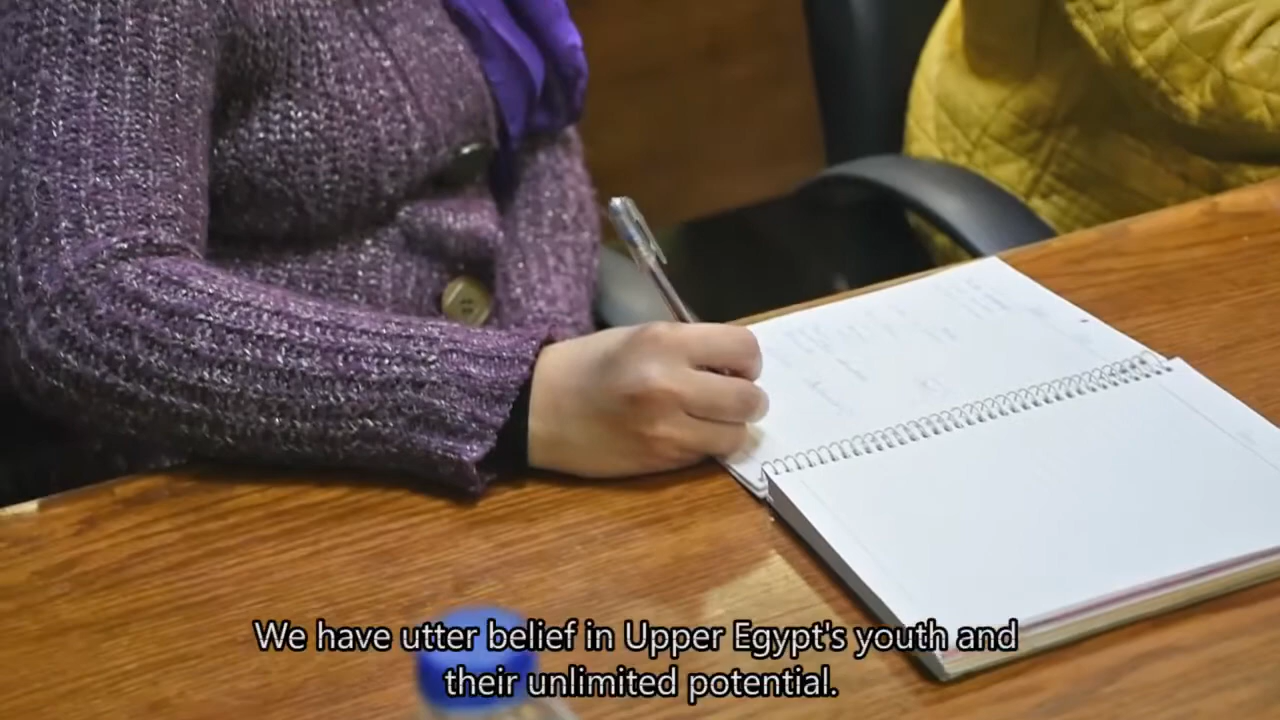 We have utter belief in Upper Egypt's youth and
their unlimited potential.